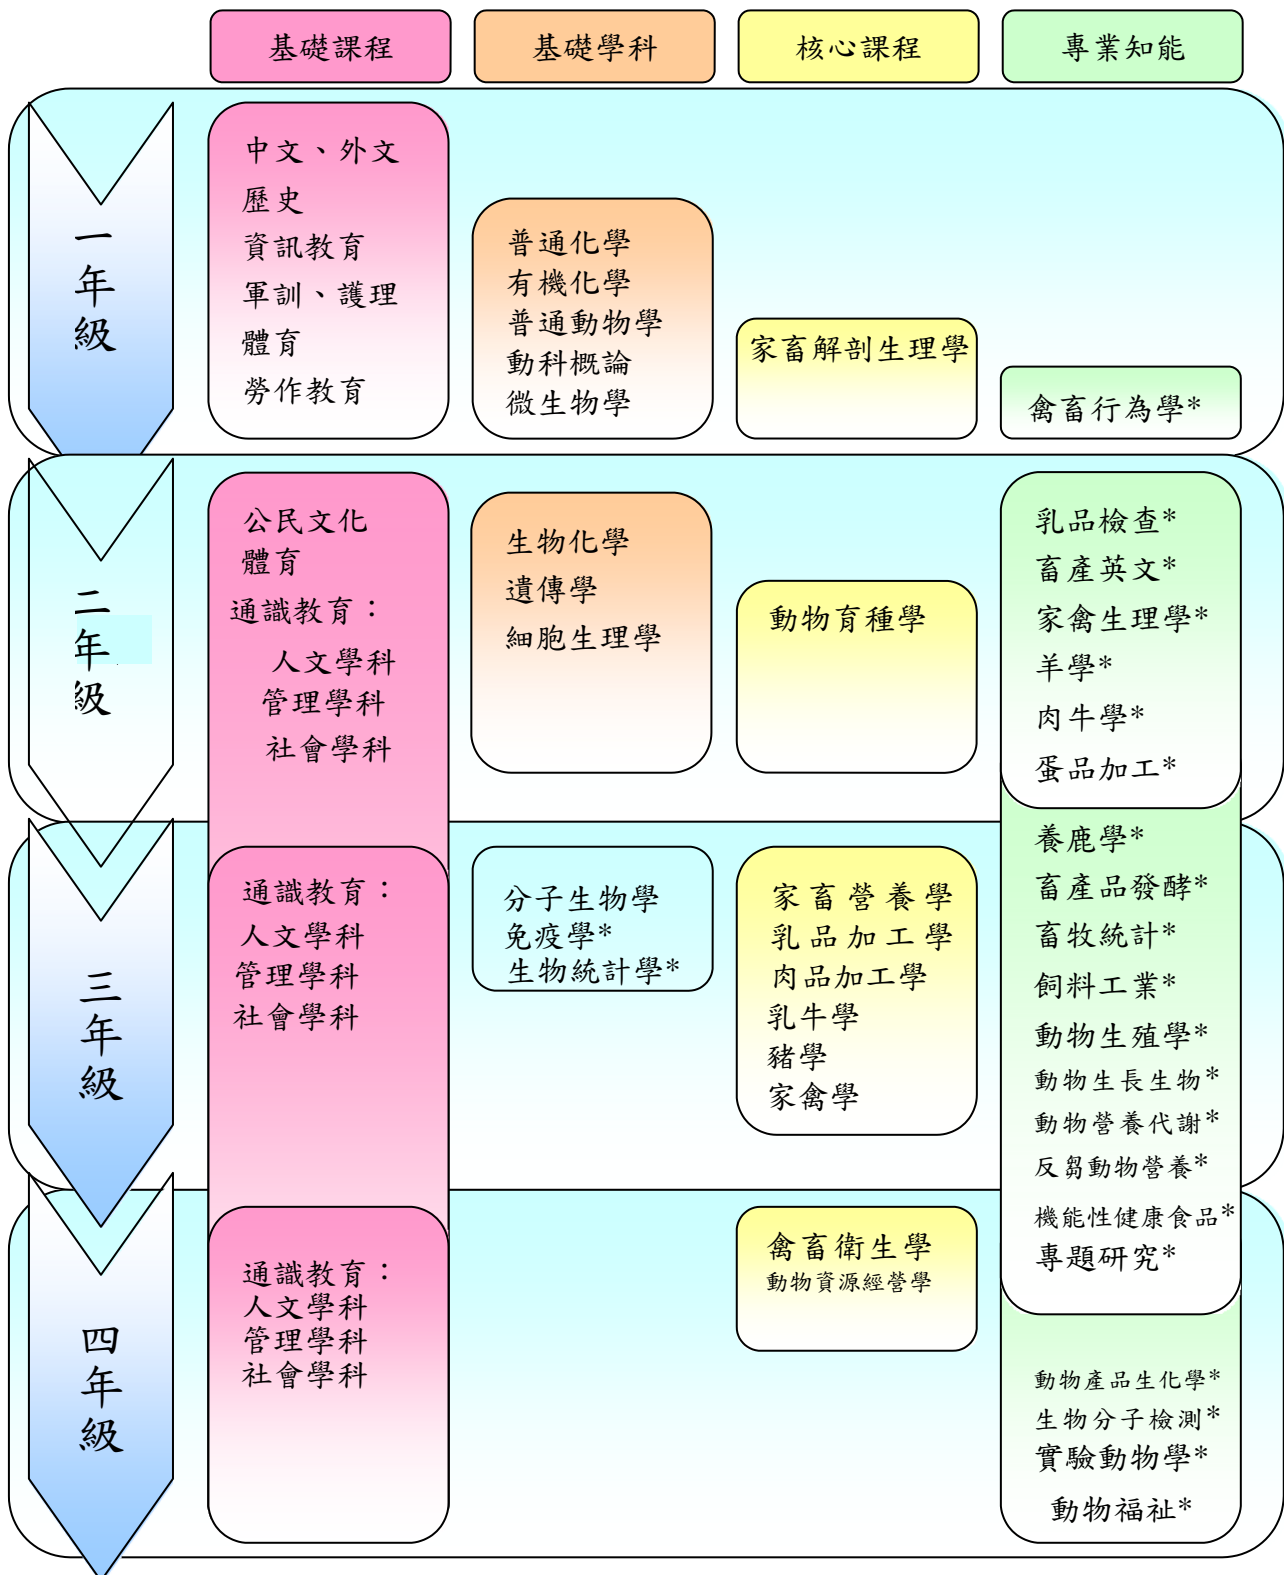 基礎課程
基礎學科
核心課程
專業知能
一年級
中文、外文
歷史
資訊教育
軍訓、護理
體育
勞作教育
普通化學
有機化學
普通動物學
動科概論
微生物學
家畜解剖生理學
禽畜行為學*
二年級
公民文化
體育
通識教育：
人文學科
管理學科
社會學科
生物化學
遺傳學
細胞生理學
動物育種學
乳品檢查*
畜產英文*
家禽生理學*
羊學*
肉牛學*
蛋品加工*
三年級
通識教育：
人文學科
管理學科
社會學科
分子生物學
免疫學*
生物統計學*
家畜營養學
乳品加工學
肉品加工學
乳牛學
豬學
家禽學
養鹿學*
畜產品發酵*
畜牧統計*
飼料工業*
動物生殖學*
動物生長生物*
動物營養代謝*
反芻動物營養*
機能性健康食品*
專題研究*
四年級
通識教育：
人文學科
管理學科
社會學科
禽畜衛生學
動物資源經營學
動物產品生化學*
生物分子檢測*
實驗動物學*
動物福祉*